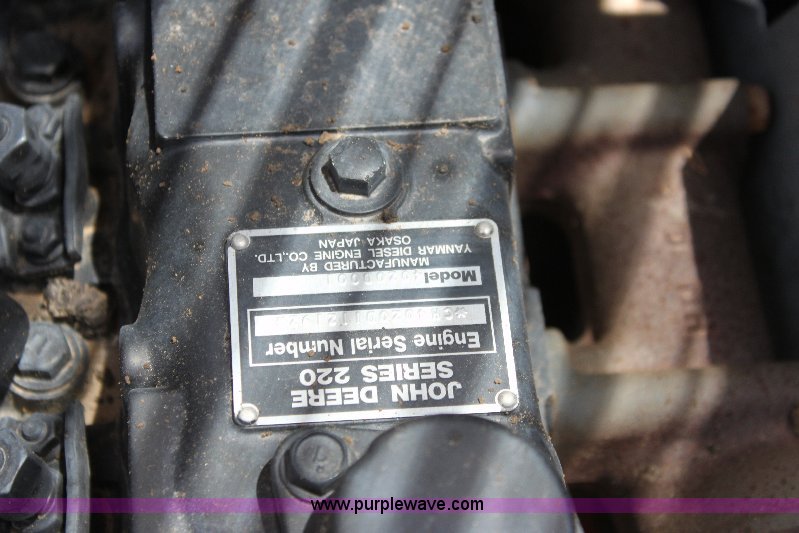 JOHN DEERE
SERIES 220
Engine Serial Number
Model
MANUFACTURED BY
YANMAR DIESEL ENGINE CO.,LTD.
OSAKA JAPAN
www.purplewave.com